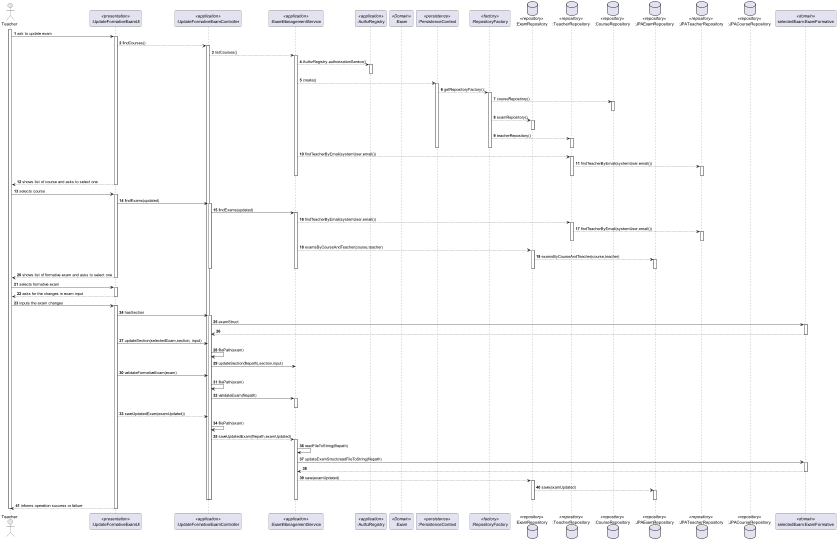 «presentation»
:UpdateFormativeExamUI
«application»
:UpdateFormativeExamController
«application»
:ExamManagementService
«application»
:AuthzRegistry
«Domain»
:Exam
«Persistence»
:PersistenceContext
«factory»
:RepositoryFactory
«repository»
:ExamRepository
«repository»
:TeacherRepository
«repository»
:CourseRepository
«repository»
:JPAExamRepository
«repository»
:JPATeacherRepository
«repository»
:JPACourseRepository
«domain»
selectedExam:ExamFormative
Teacher
1 ask to update exam
2 findCourses()
3 findCourses()
4 AuthzRegistry.authorizationService()
5 create()
6 getRepositoryFactory()
7 courseRepository()
8 examRepository()
9 teacherRepository()
10 findTeacherByEmail(systemUser.email())
11 findTeacherByEmail(systemUser.email())
12 shows list of course and asks to select one
13 selects course
14 findExams(updated)
15 findExams(updated)
16 findTeacherByEmail(systemUser.email())
17 findTeacherByEmail(systemUser.email())
18 examsByCourseAndTeacher(course,teacher)
19 examsByCourseAndTeacher(course,teacher)
20 shows list of formative exam and asks to select one
21 selects formative exam
22 asks for the changes in exam input
23 inputs the exam changes
24 hasSection
25 examStruct
26
27 updateSection(selectedExam,section, input)
28 filePath(exam)
29 updateSection(filepath,section,input)
30 validateFormativeExam(exam)
31 filePath(exam)
32 validateExam(filepath)
33 saveUpdatedExam(examUpdated))
34 filePath(exam)
35 saveUpdatedExam(filepath,examUpdated)
36 readFileToString(filepath)
37 updateExamStruct(readFileToString(filepath)
38
39 save(examUpdated)
40 save(examUpdated)
41 informs operation success or failure
Teacher
«presentation»
:UpdateFormativeExamUI
«application»
:UpdateFormativeExamController
«application»
:ExamManagementService
«application»
:AuthzRegistry
«Domain»
:Exam
«Persistence»
:PersistenceContext
«factory»
:RepositoryFactory
«repository»
:ExamRepository
«repository»
:TeacherRepository
«repository»
:CourseRepository
«repository»
:JPAExamRepository
«repository»
:JPATeacherRepository
«repository»
:JPACourseRepository
«domain»
selectedExam:ExamFormative